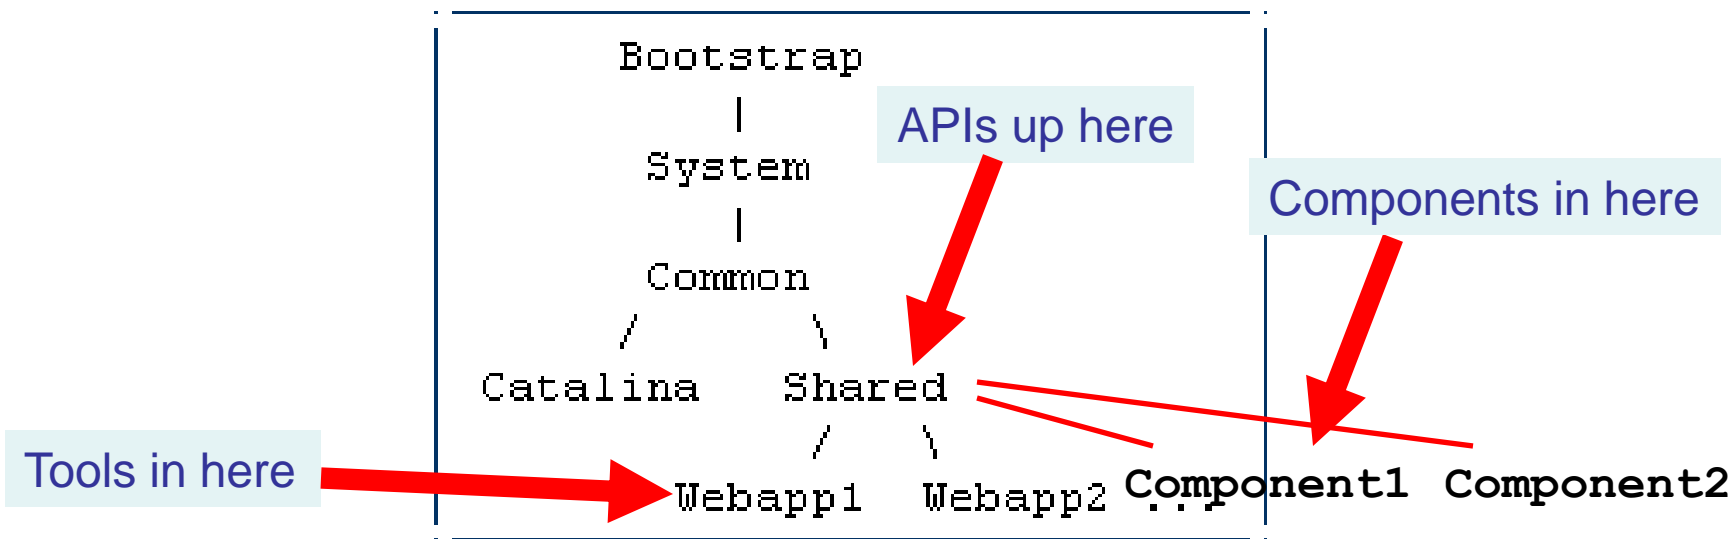 Bootstrap
|
APIs up here
System
Components in here
|
Common
/ \
Catalina Shared
/ \
Tools in here
Webapp1 Webapp2 ... Component1 Component2